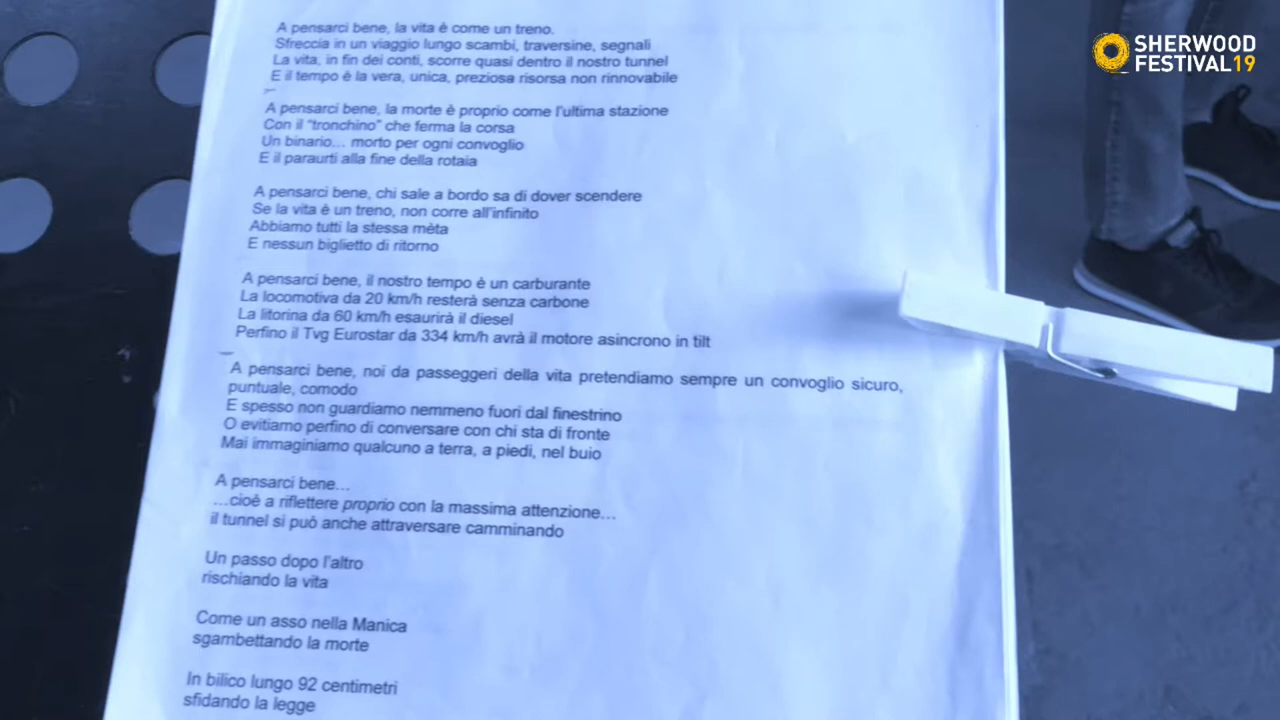 SHERWOOD
FESTIVAL19
A pensarci bene, la vita è come un treno.
Sfreccia in un viaggio lungo scambi, traversine, segnali
La vita, in fin dei conti, scorre quasi dentro il nostro tunnel
E il tempo è la vera, unica, preziosa risorsa non rinnovabile
A pensarci bene, la morte è proprio come l'ultima stazione
Con il "tronchino" che ferma la corsa
Un binario... morto per ogni convoglio
E il paraurti alla fine della rotaia
A pensarci bene, chi sale a bordo sa di dover scendere
Se la vita è un treno, non corre all'infinito
Abbiamo tutti la stessa mèta
E nessun biglietto di ritorno
A pensarci bene, il nostro tempo è un carburante
La locomotiva da 20 km/h resterà senza carbone
La litorina da 60 km/h esaurirà il diesel
Perfino il Tvg Eurostar da 334 km/h avrà il motore asincrono in tilt
A pensarci bene, noi da passeggeri della vita pretendiamo sempre un convoglio sicuro,
puntuale, comodo
E spesso non guardiamo nemmeno fuori dal finestrino
O evitiamo perfino di conversare con chi sta di fronte
Mai immaginiamo qualcuno a terra, a piedi, nel buio
A pensarci bene...
...cioè a riflettere proprio con la massima attenzione...
il tunnel si può anche attraversare camminando
Un passo dopo l'altro
rischiando la vita
Come un asso nella Manica
sgambettando la morte
In bilico lungo 92 centimetri
sfidando la legge